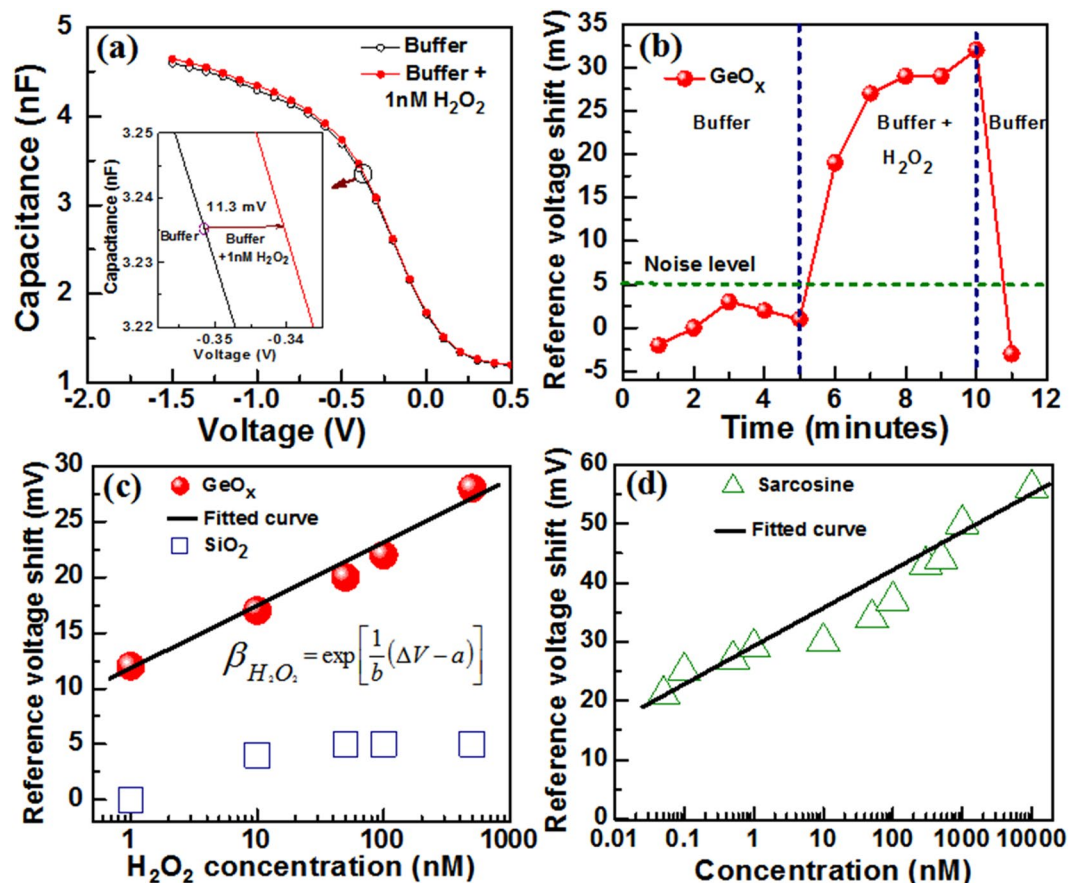 (a)
Buffer
Buffer +
1nM H₂O₂
Capacitance (nF)
5
4
3
2
1
-2.0 -1.5 -1.0 -0.5 0.0 0.5
Voltage (V)
3.25
3.24
3.23
3.22
Capacitance (nF)
11.3 mV
Buffer
Buffer
+1nM H₂O₂
-0.35 -0.34
Voltage (V)
(b)
GeOₓ
Buffer
Buffer +
H₂O₂
Buffer
Noise level
Reference voltage shift (mV)
35
30
25
20
15
10
5
0
-5
0 2 4 6 8 10 12
Time (minutes)
(c)
GeOₓ
Fitted curve
SiO₂
β_{H₂O₂} = exp[1/b(ΔV − a)]
Reference voltage shift (mV)
30
25
20
15
10
5
0
1 10 100 1000
H₂O₂ concentration (nM)
(d)
Sarcosine
Fitted curve
Reference voltage shift (mV)
60
50
40
30
20
10
0
0.01 0.1 1 10 100 1000 10000
Concentration (nM)